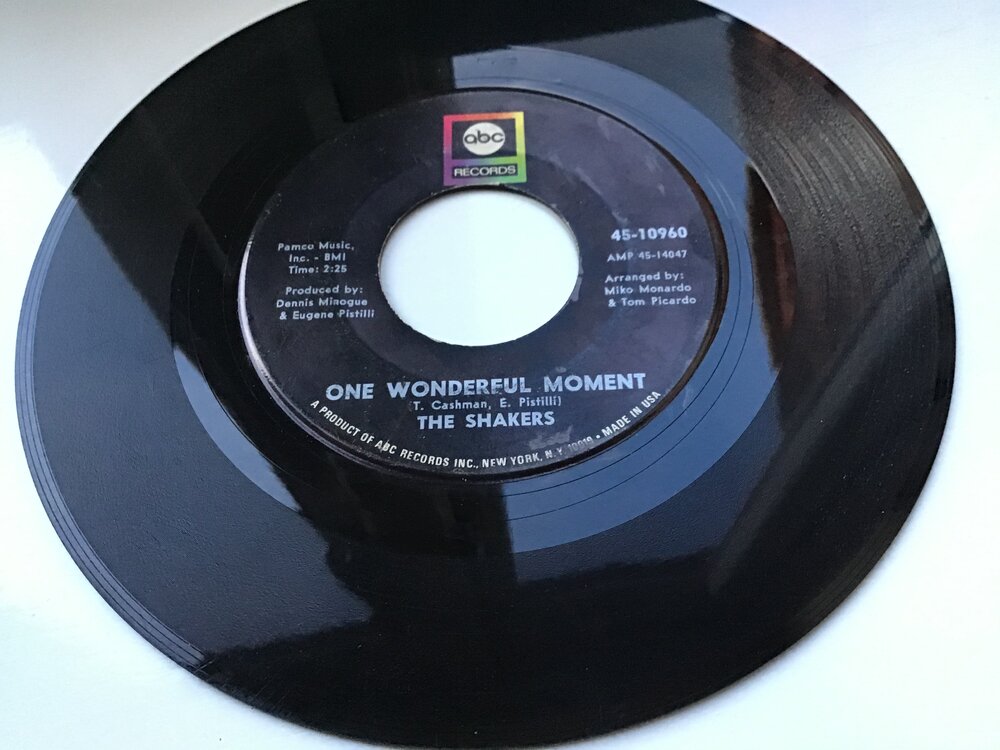 abc
RECORDS
Pamco Music,
Inc. - BMI
Time: 2:25
Produced by:
Dennis Minogue
& Eugene Pistilli
45-10960
AMP 45-14047
Arranged by:
Miko Monardo
& Tom Picardo
ONE WONDERFUL MOMENT
(T. Cashman, E. Pistilli)
THE SHAKERS
A PRODUCT OF ABC RECORDS INC., NEW YORK, N.Y. 10019 • MADE IN USA